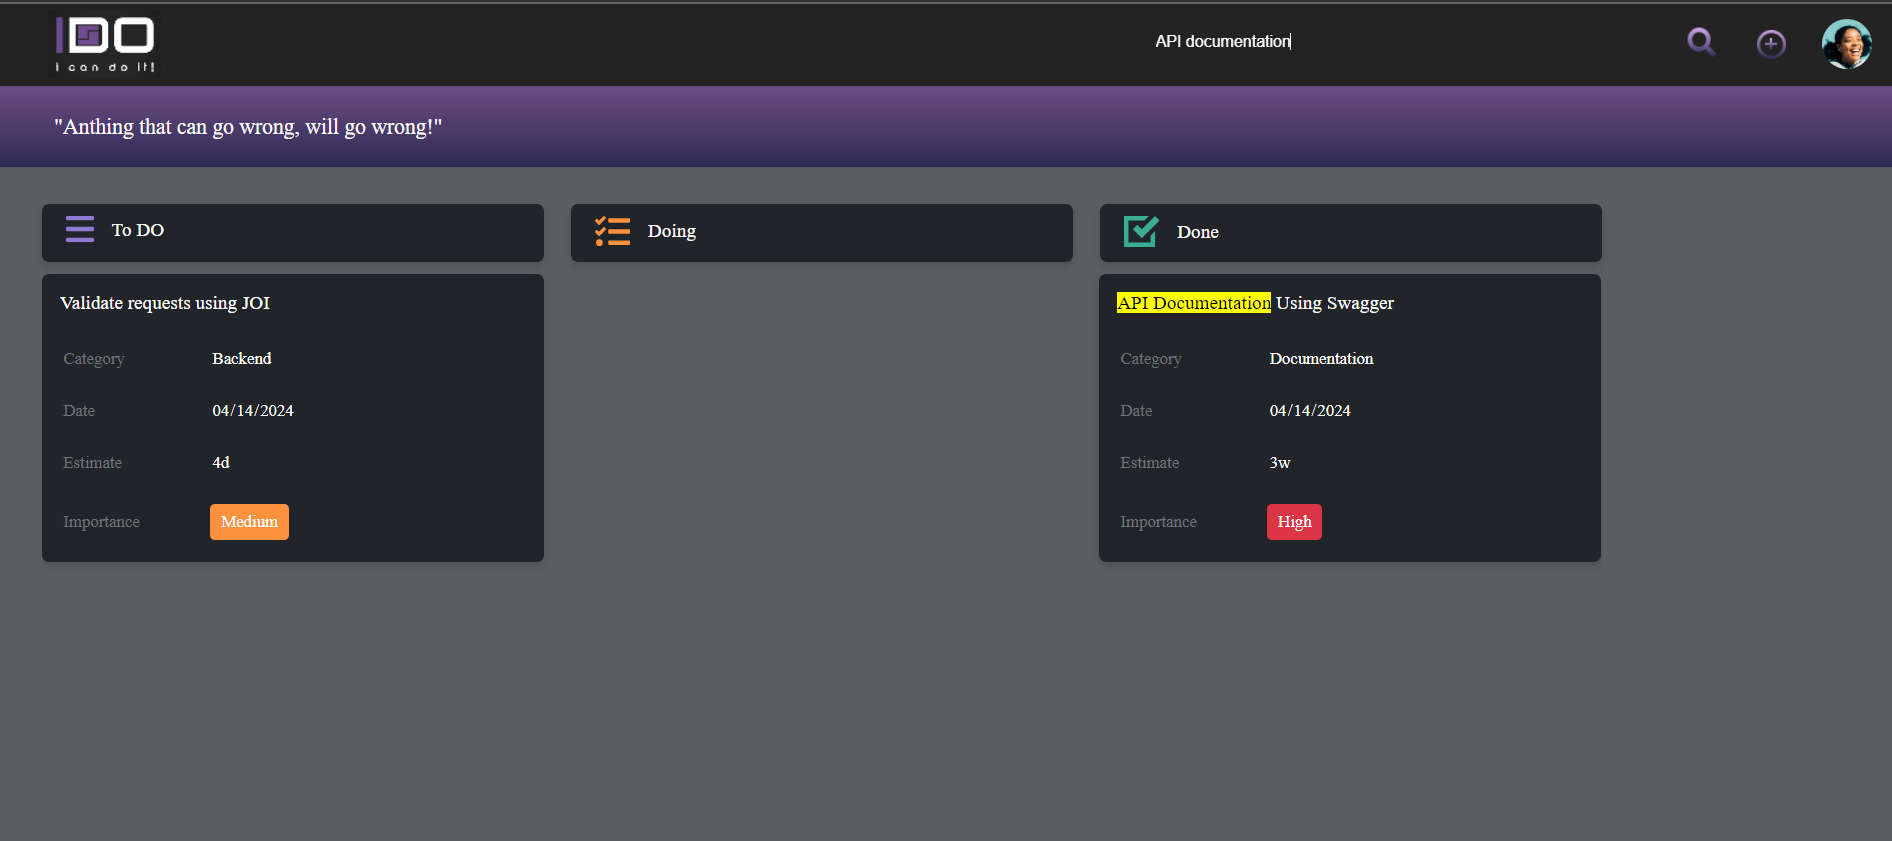 IDO
i can do it!
API documentation
"Anthing that can go wrong, will go wrong!"
To DO
Doing
Done
Validate requests using JOI
Category Backend
Date 04/14/2024
Estimate 4d
Importance Medium
API Documentation Using Swagger
Category Documentation
Date 04/14/2024
Estimate 3w
Importance High